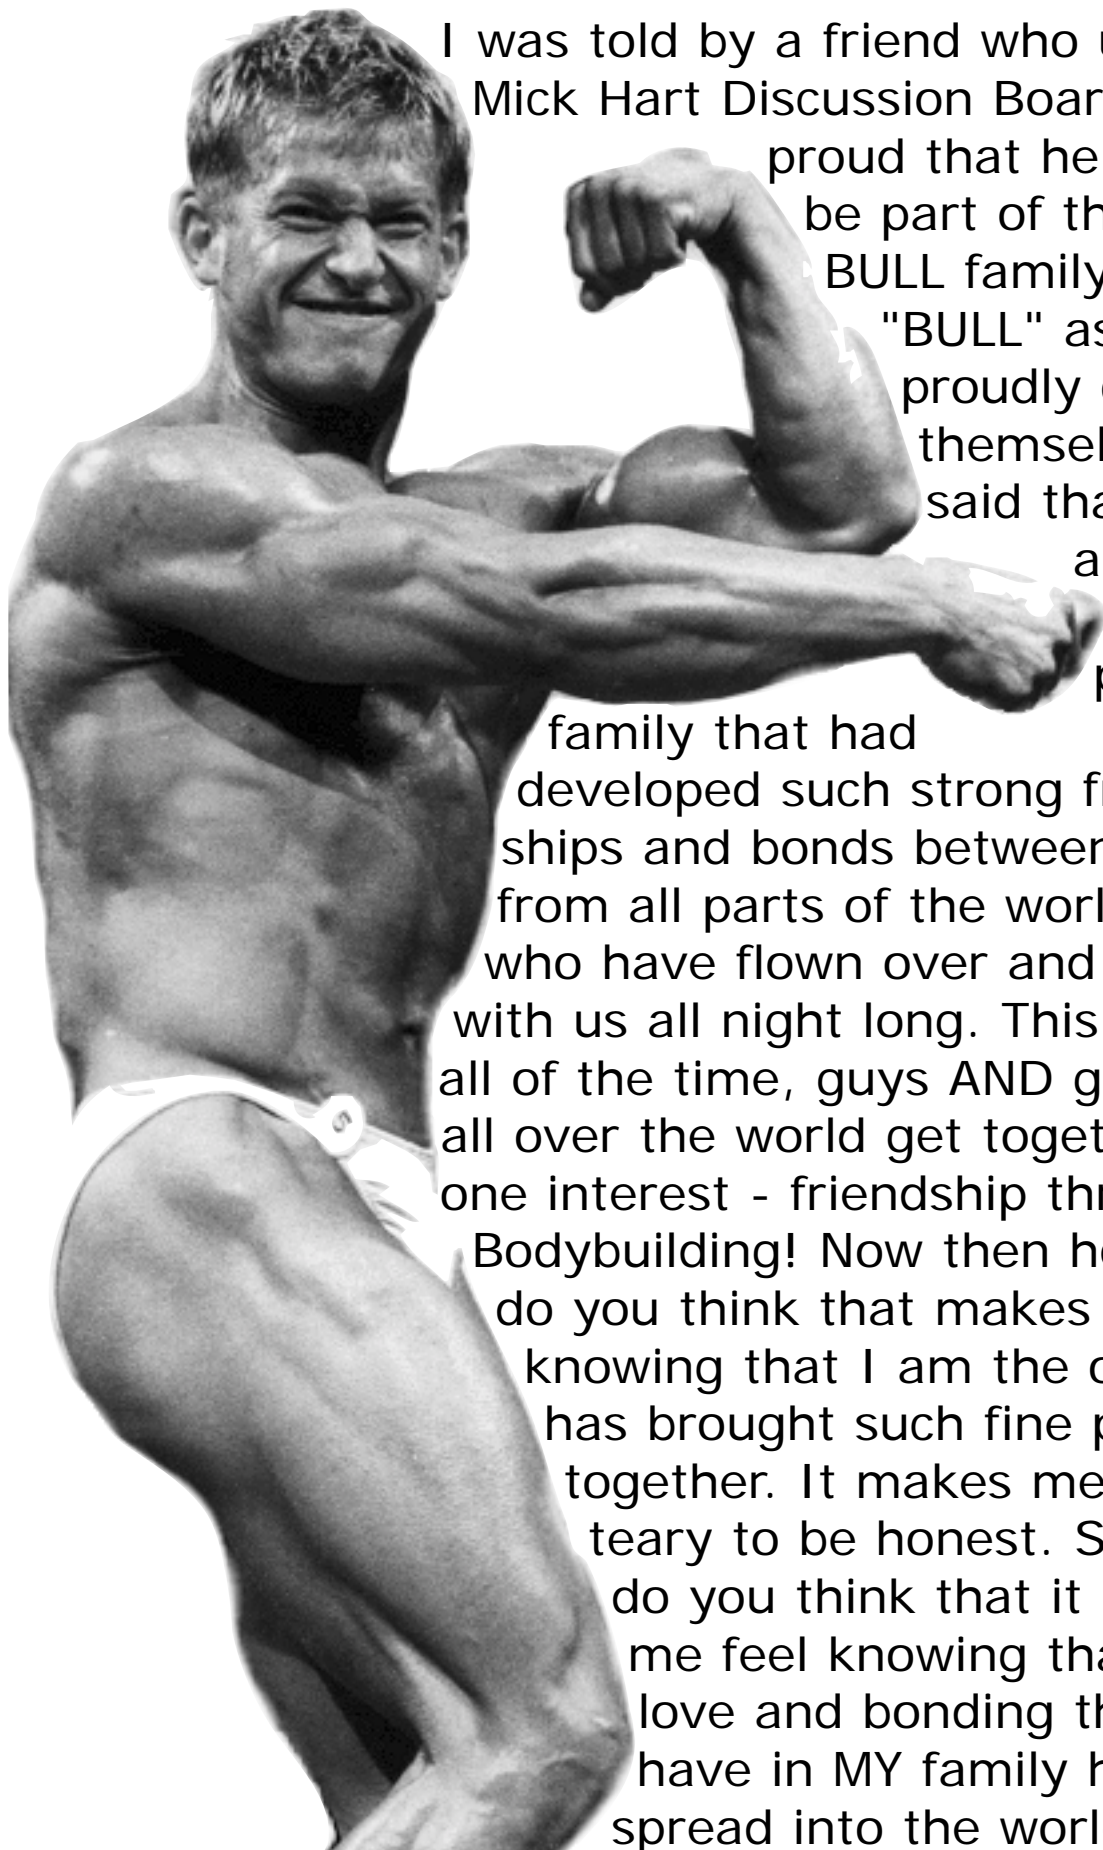 I was told by a friend who
Mick Hart Discussion Boar
proud that he
be part of th
BULL family
"BULL" as
proudly
themsel
said tha
a
family that had
developed such strong f
ships and bonds between
from all parts of the worl
who have flown over and
with us all night long. This
all of the time, guys AND g
all over the world get toget
one interest - friendship thr
Bodybuilding! Now then h
do you think that makes
knowing that I am the
has brought such fine p
together. It makes me
teary to be honest. S
do you think that it
me feel knowing tha
love and bonding th
have in MY family h
spread into the worl
5